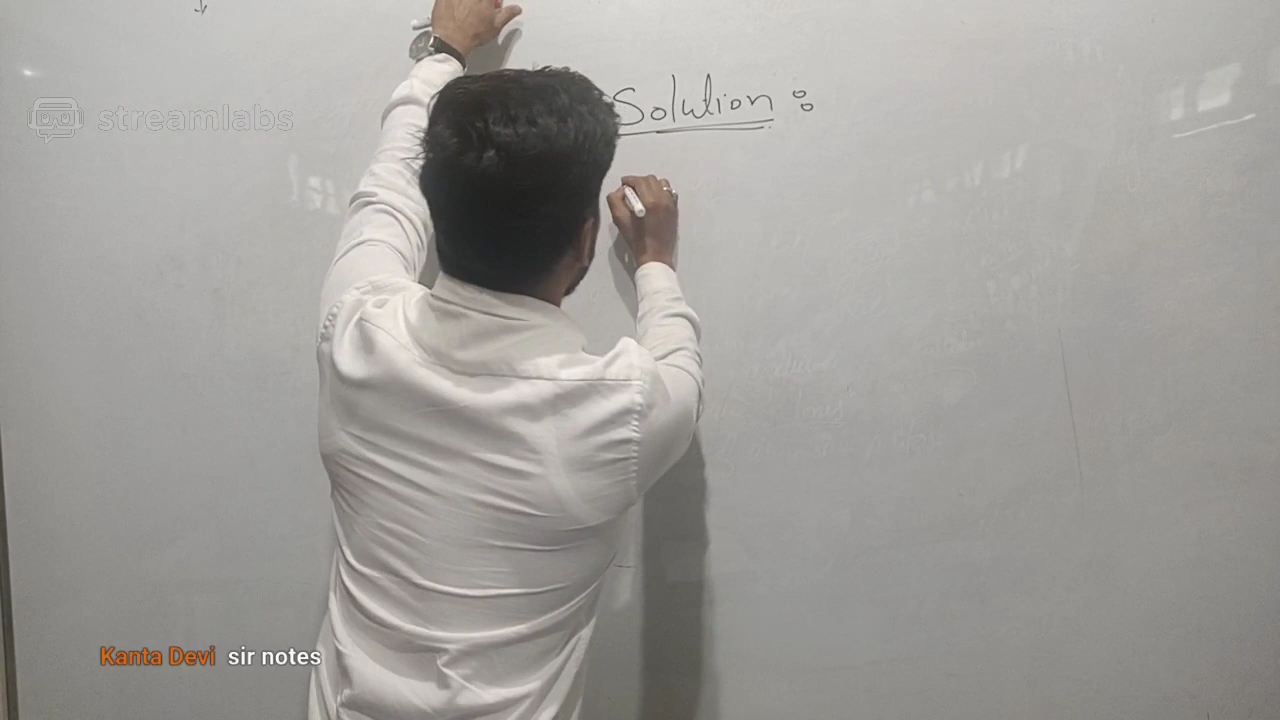 Solution :
streamlabs
Kanta Devi sir notes